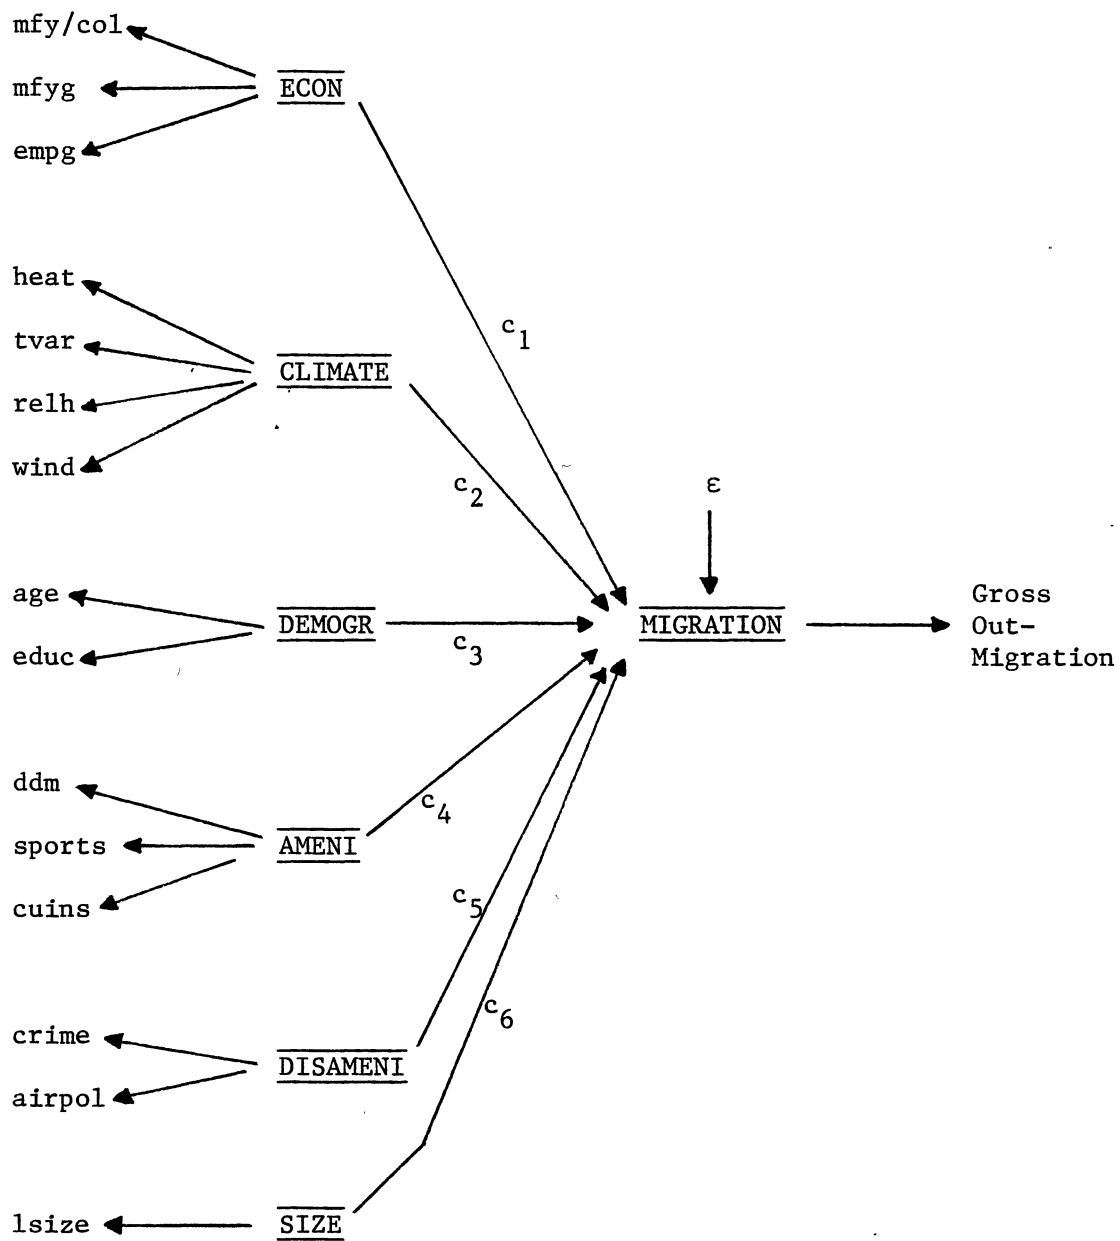 mfy/col
mfyg
empg
ECON
c1
heat
tvar
relh
wind
CLIMATE
c2
ε
age
educ
DEMOGR
c3
MIGRATION
Gross
Out-
Migration
ddm
sports
cuins
AMENI
c4
c5
crime
airpol
DISAMENI
c6
lsize
SIZE